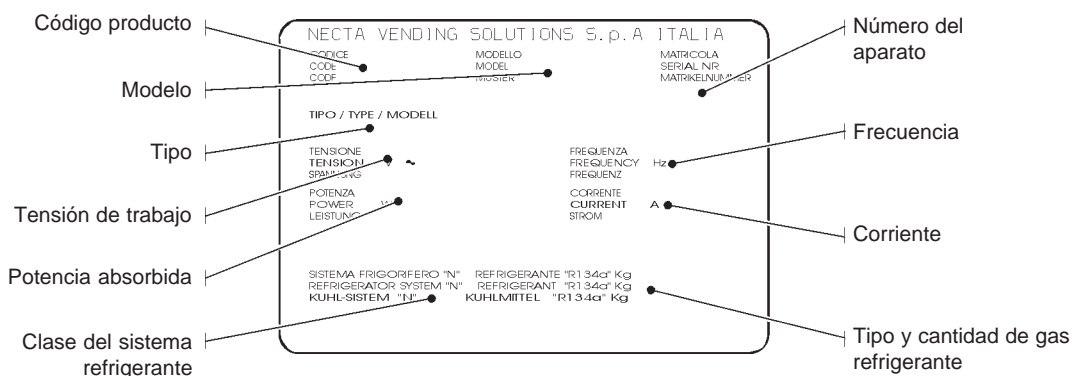 Código producto
Modelo
Tipo
Tensión de trabajo
Potencia absorbida
Clase del sistema
refrigerante
NECTA VENDING SOLUTIONS S.p.A ITALIA
CODICE MODELLO MATRICOLA
CODE MODEL SERIAL NR
CODE MUSTER MATRIKELNUMMER
TIPO / TYPE / MODELL
TENSIONE FREQUENZA
TENSION V ~ FREQUENCY Hz
SPANNUNG FREQUENZ
POTENZA CORRENTE
POWER W CURRENT A
LEISTUNG STROM
SISTEMA FRIGORIFERO "N" REFRIGERANTE "R134a" Kg
REFRIGERATOR SYSTEM "N" REFRIGERANT "R134a" Kg
KUHL-SISTEM "N" KUHLMITTEL "R134a" Kg
Número del
aparato
Frecuencia
Corriente
Tipo y cantidad de gas
refrigerante